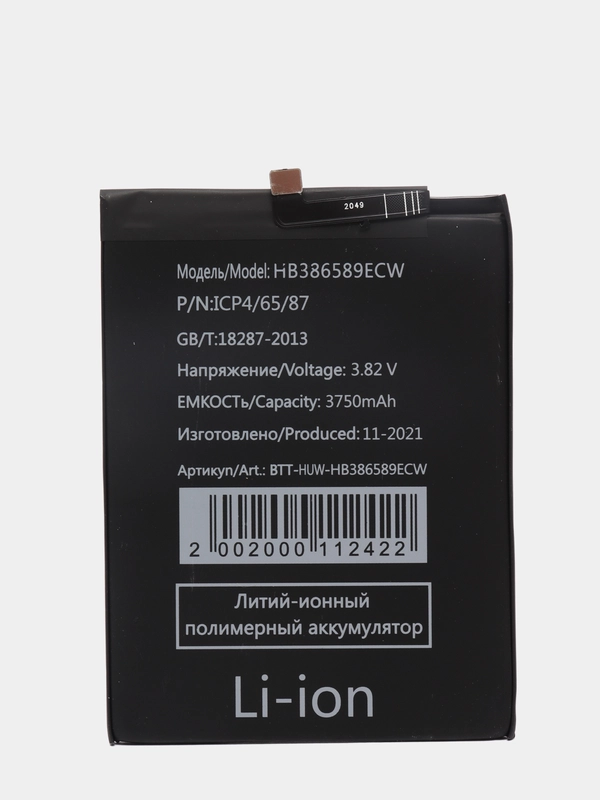 2049
Модель/Model: HB386589ECW
P/N:ICP4/65/87
GB/T:18287-2013
Напряжение/Voltage: 3.82 V
ЕМКОСТЬ/Capacity: 3750mAh
Изготовлено/Produced: 11-2021
Артикул/Art.: BTT-HUW-HB386589ECW
2 002000 112422
Литий-ионный
полимерный аккумулятор
Li-ion